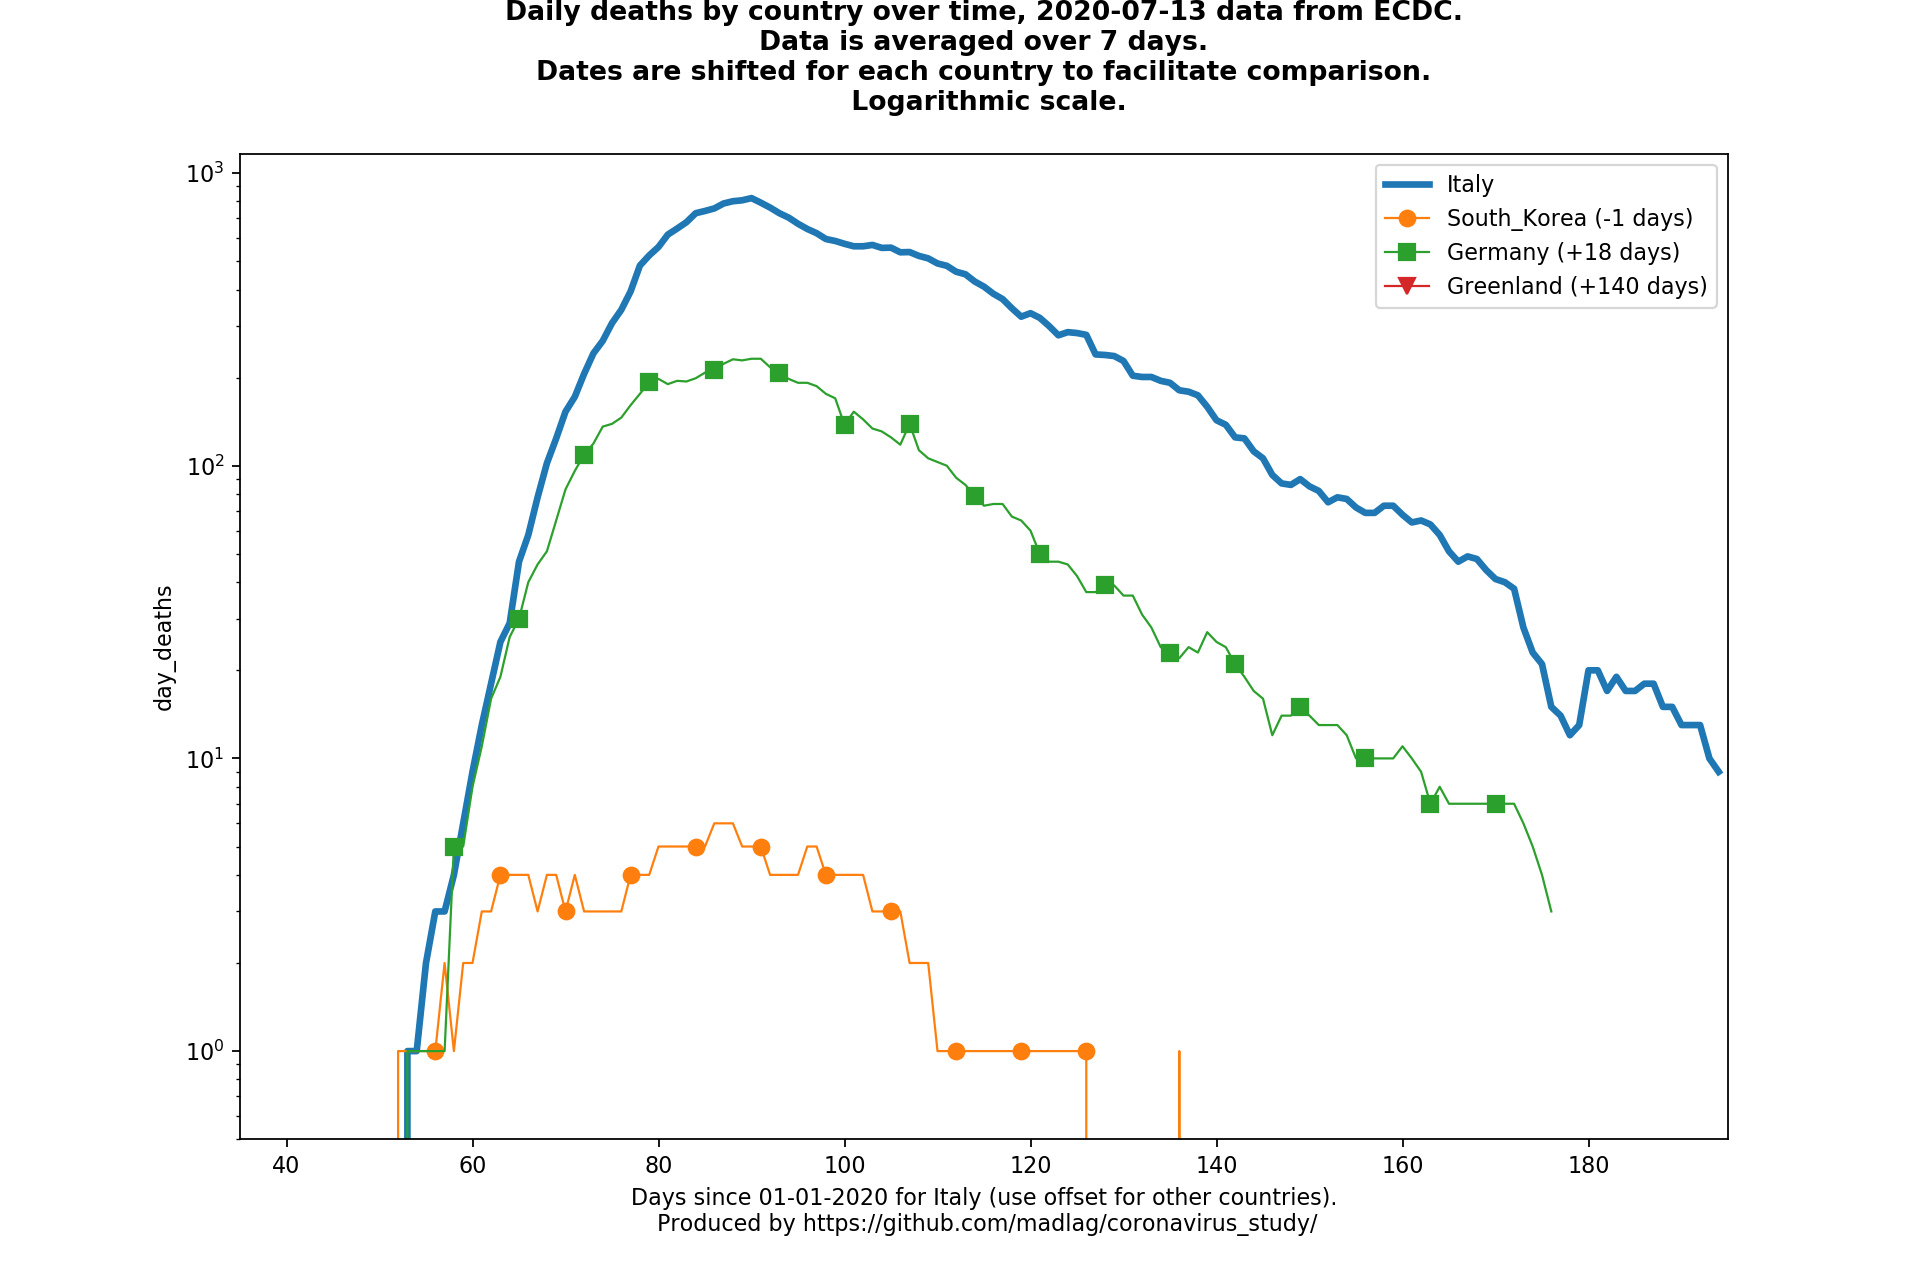 Daily deaths by country over time, 2020-07-13 data from ECDC.
Data is averaged over 7 days.
Dates are shifted for each country to facilitate comparison.
Logarithmic scale.
10³
10²
10¹
10⁰
day_deaths
Italy
South_Korea (-1 days)
Germany (+18 days)
Greenland (+140 days)
40 60 80 100 120 140 160 180
Days since 01-01-2020 for Italy (use offset for other countries).
Produced by https://github.com/madlag/coronavirus_study/